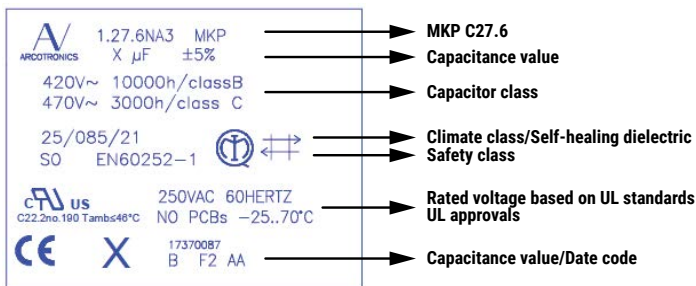 1.27.6NA3 MKP
ARCOTRONICS X µF ±5%
420V~ 10000h/classB
470V~ 3000h/class C
25/085/21
SO EN60252-1
c US 250VAC 60HERTZ
C22.2no.190 Tamb≤46°C NO PCBs -25..70°C
CE X 17370087
B F2 AA
MKP C27.6
Capacitance value
Capacitor class
Climate class/Self-healing dielectric
Safety class
Rated voltage based on UL standards
UL approvals
Capacitance value/Date code